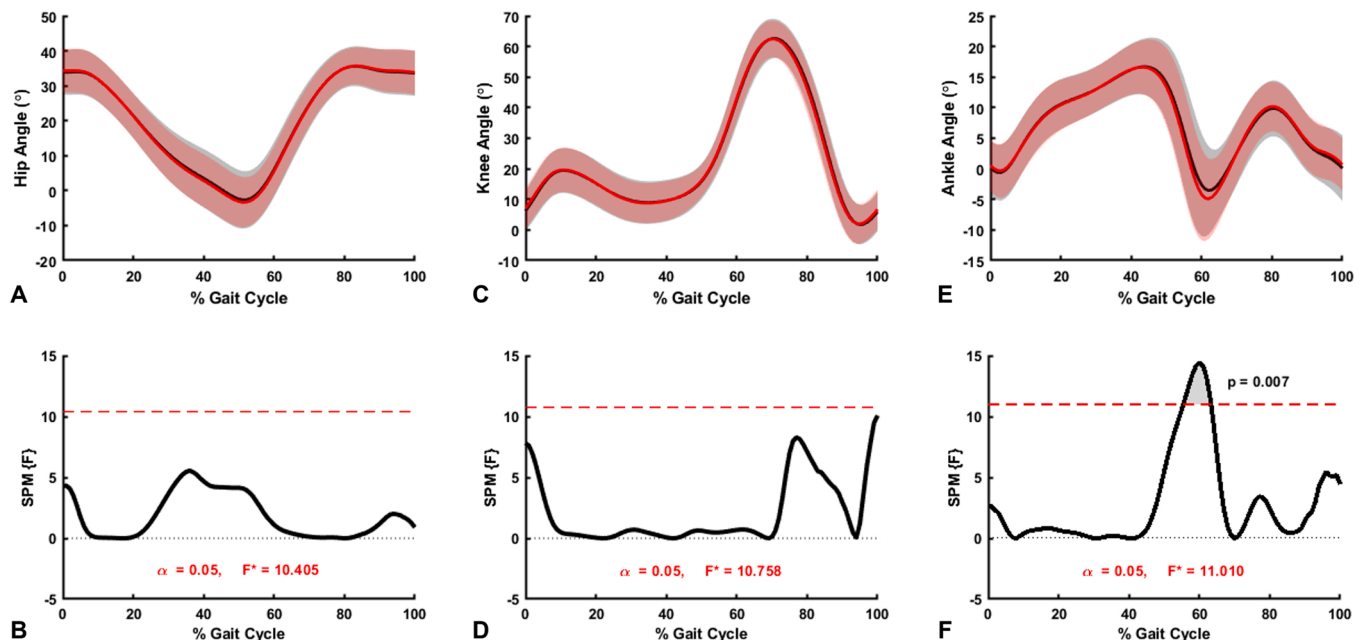 50
40
30
20
10
0
-10
-20
Hip Angle (°)
0 20 40 60 80 100
% Gait Cycle
A
70
60
50
40
30
20
10
0
-10
Knee Angle (°)
0 20 40 60 80 100
% Gait Cycle
C
25
20
15
10
5
0
-5
-10
-15
Ankle Angle (°)
0 20 40 60 80 100
% Gait Cycle
E
15
10
5
0
-5
SPM {F}
α = 0.05, F* = 10.405
0 20 40 60 80 100
% Gait Cycle
B
15
10
5
0
-5
SPM {F}
α = 0.05, F* = 10.758
0 20 40 60 80 100
% Gait Cycle
D
15
10
5
0
-5
SPM {F}
p = 0.007
α = 0.05, F* = 11.010
0 20 40 60 80 100
% Gait Cycle
F